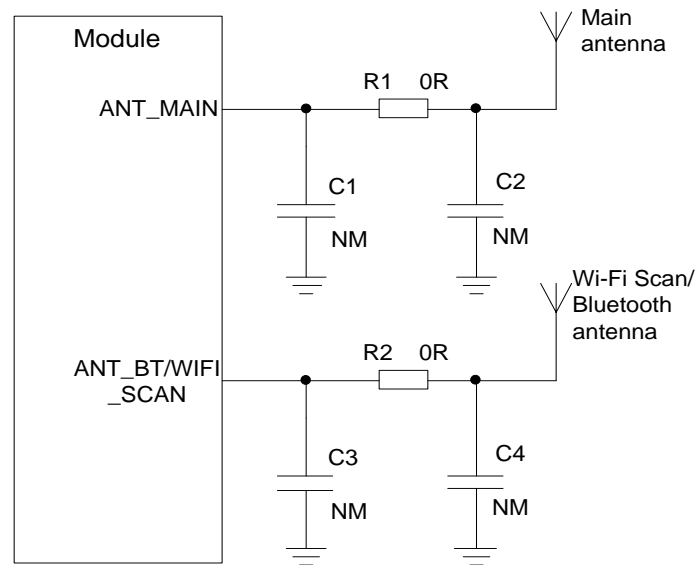 Module
Main
antenna
R1 0R
ANT_MAIN
C1
C2
NM
NM
Wi-Fi Scan/
Bluetooth
antenna
R2 0R
ANT_BT/WIFI
_SCAN
C3
C4
NM
NM